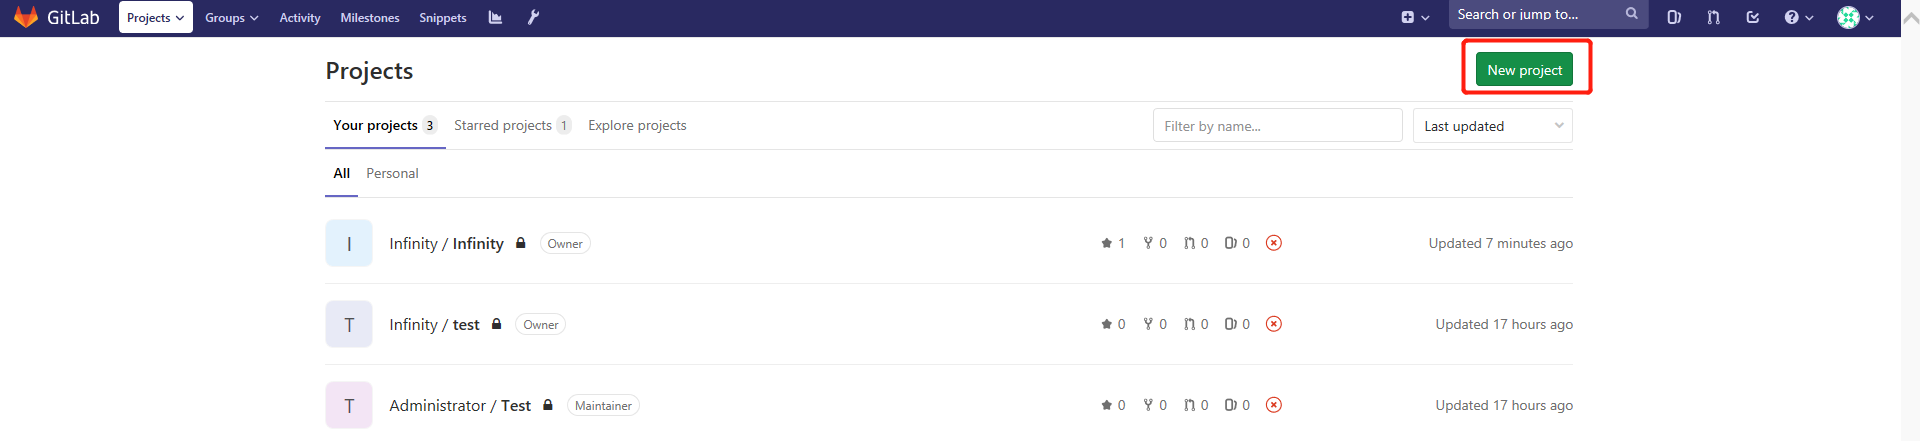 GitLab Projects Groups Activity Milestones Snippets Search or jump to...
Projects New project
Your projects 3 Starred projects 1 Explore projects Filter by name... Last updated
All Personal
I Infinity / Infinity Owner 1 0 0 0 Updated 7 minutes ago
T Infinity / test Owner 0 0 0 0 Updated 17 hours ago
T Administrator / Test Maintainer 0 0 0 0 Updated 17 hours ago